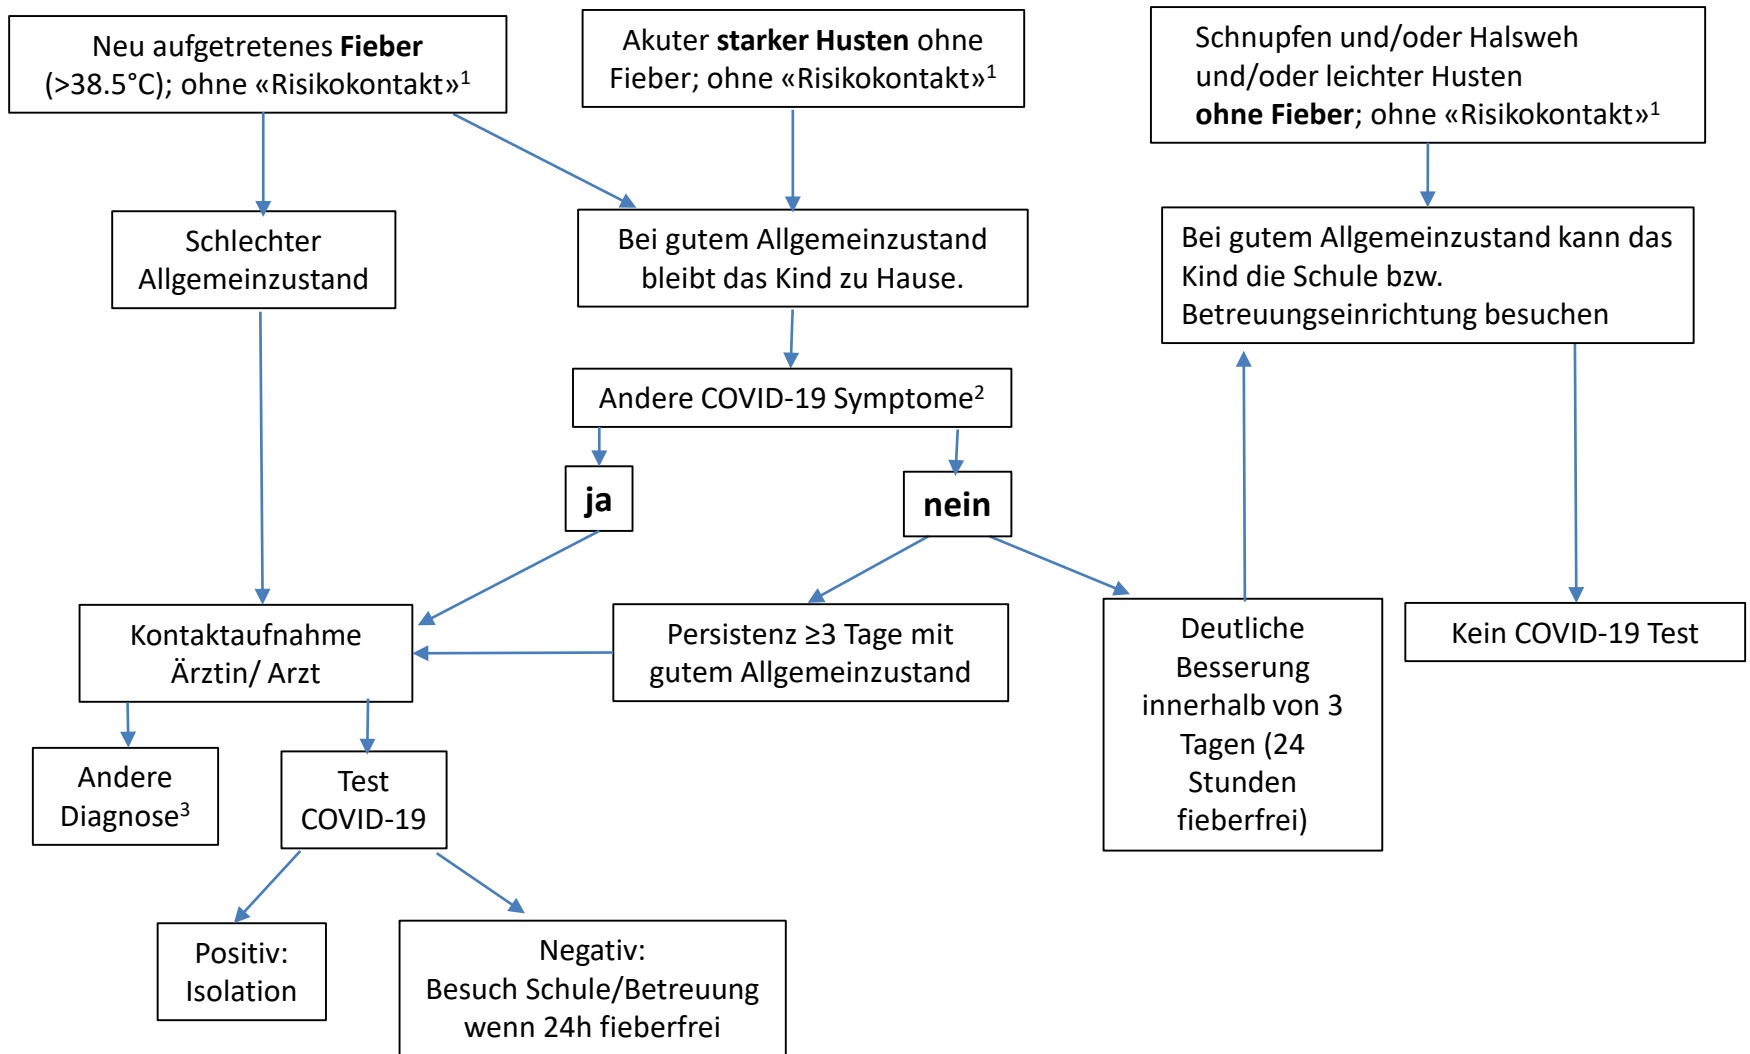 Neu aufgetretenes Fieber
(>38.5°C); ohne «Risikokontakt»¹
Akuter starker Husten ohne
Fieber; ohne «Risikokontakt»¹
Schnupfen und/oder Halsweh
und/oder leichter Husten
ohne Fieber; ohne «Risikokontakt»¹
Schlechter
Allgemeinzustand
Bei gutem Allgemeinzustand
bleibt das Kind zu Hause.
Bei gutem Allgemeinzustand kann das
Kind die Schule bzw.
Betreuungseinrichtung besuchen
Andere COVID-19 Symptome²
ja
nein
Kontaktaufnahme
Ärztin/ Arzt
Persistenz ≥3 Tage mit
gutem Allgemeinzustand
Deutliche
Besserung
innerhalb von 3
Tagen (24
Stunden
fieberfrei)
Kein COVID-19 Test
Andere
Diagnose³
Test
COVID-19
Positiv:
Isolation
Negativ:
Besuch Schule/Betreuung
wenn 24h fieberfrei